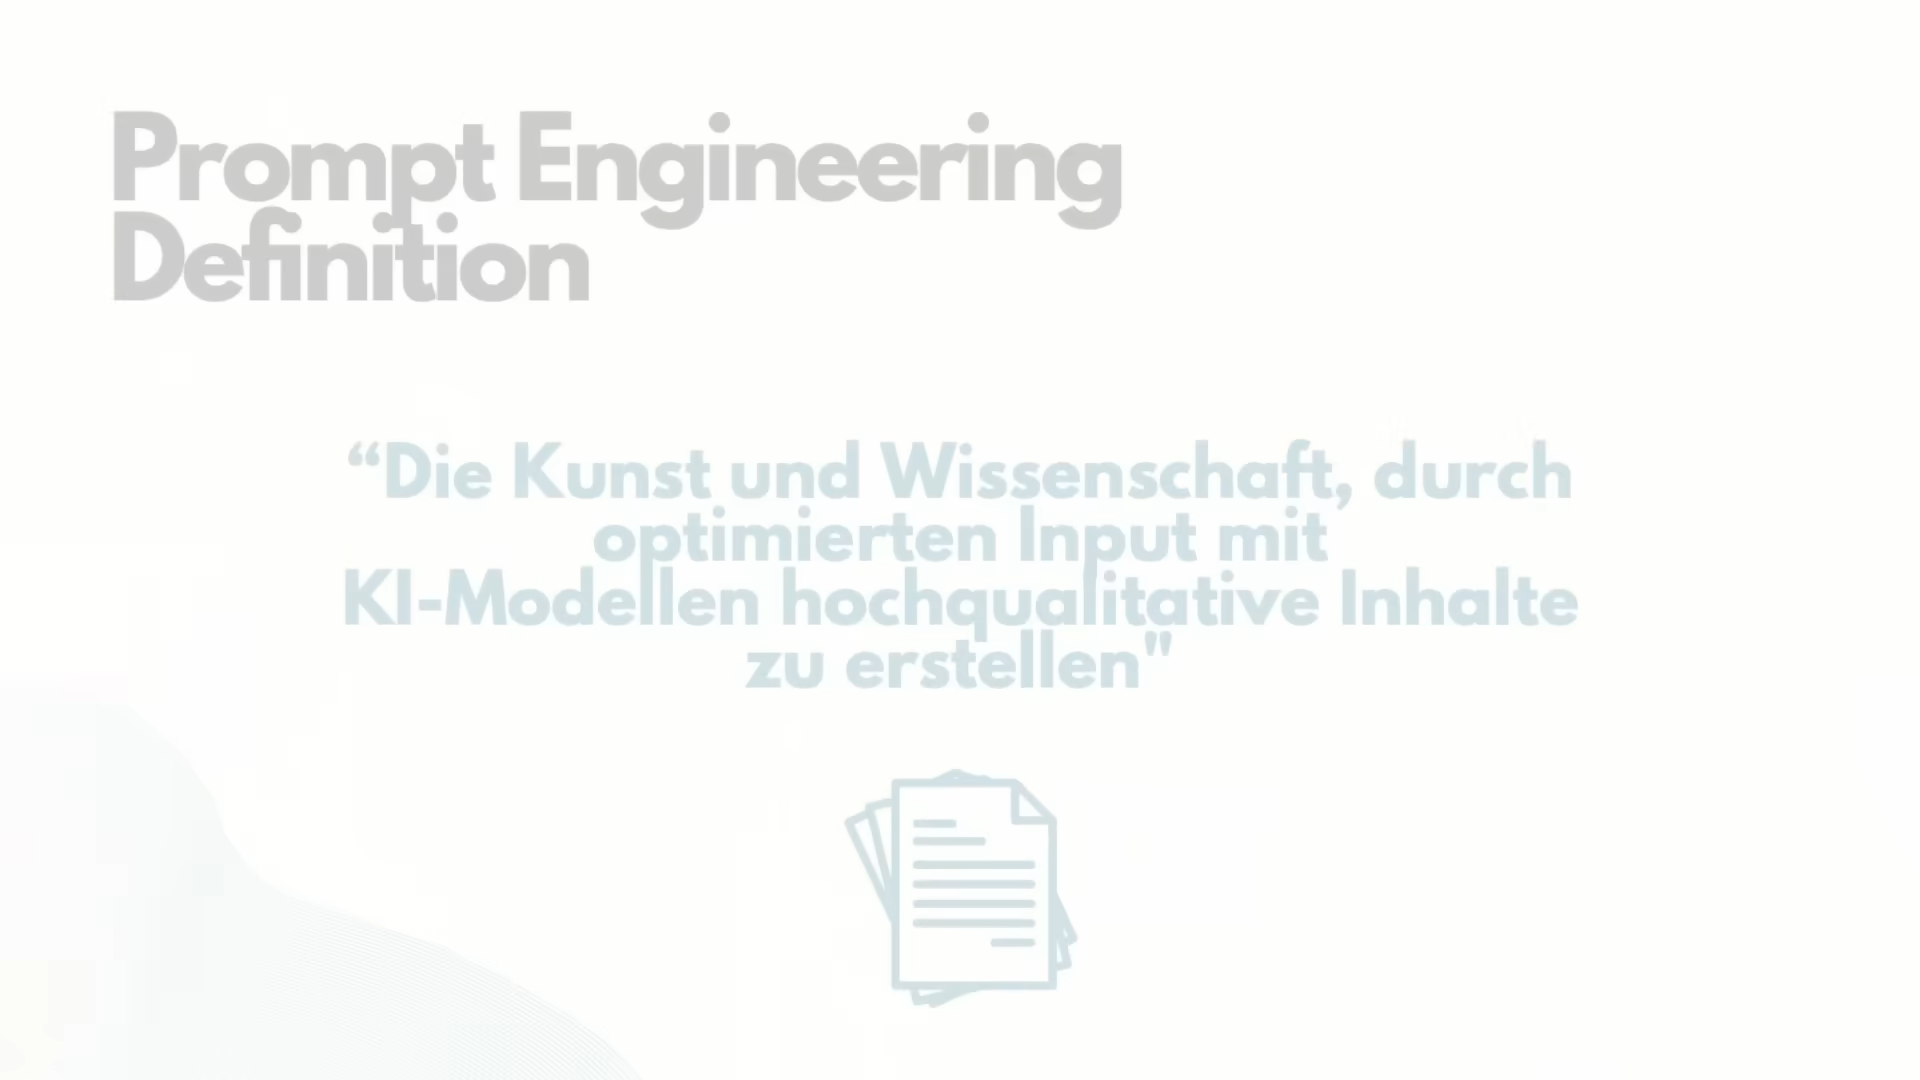 Prompt Engineering
Definition
“Die Kunst und Wissenschaft, durch
optimierten Input mit
KI-Modellen hochqualitative Inhalte
zu erstellen"